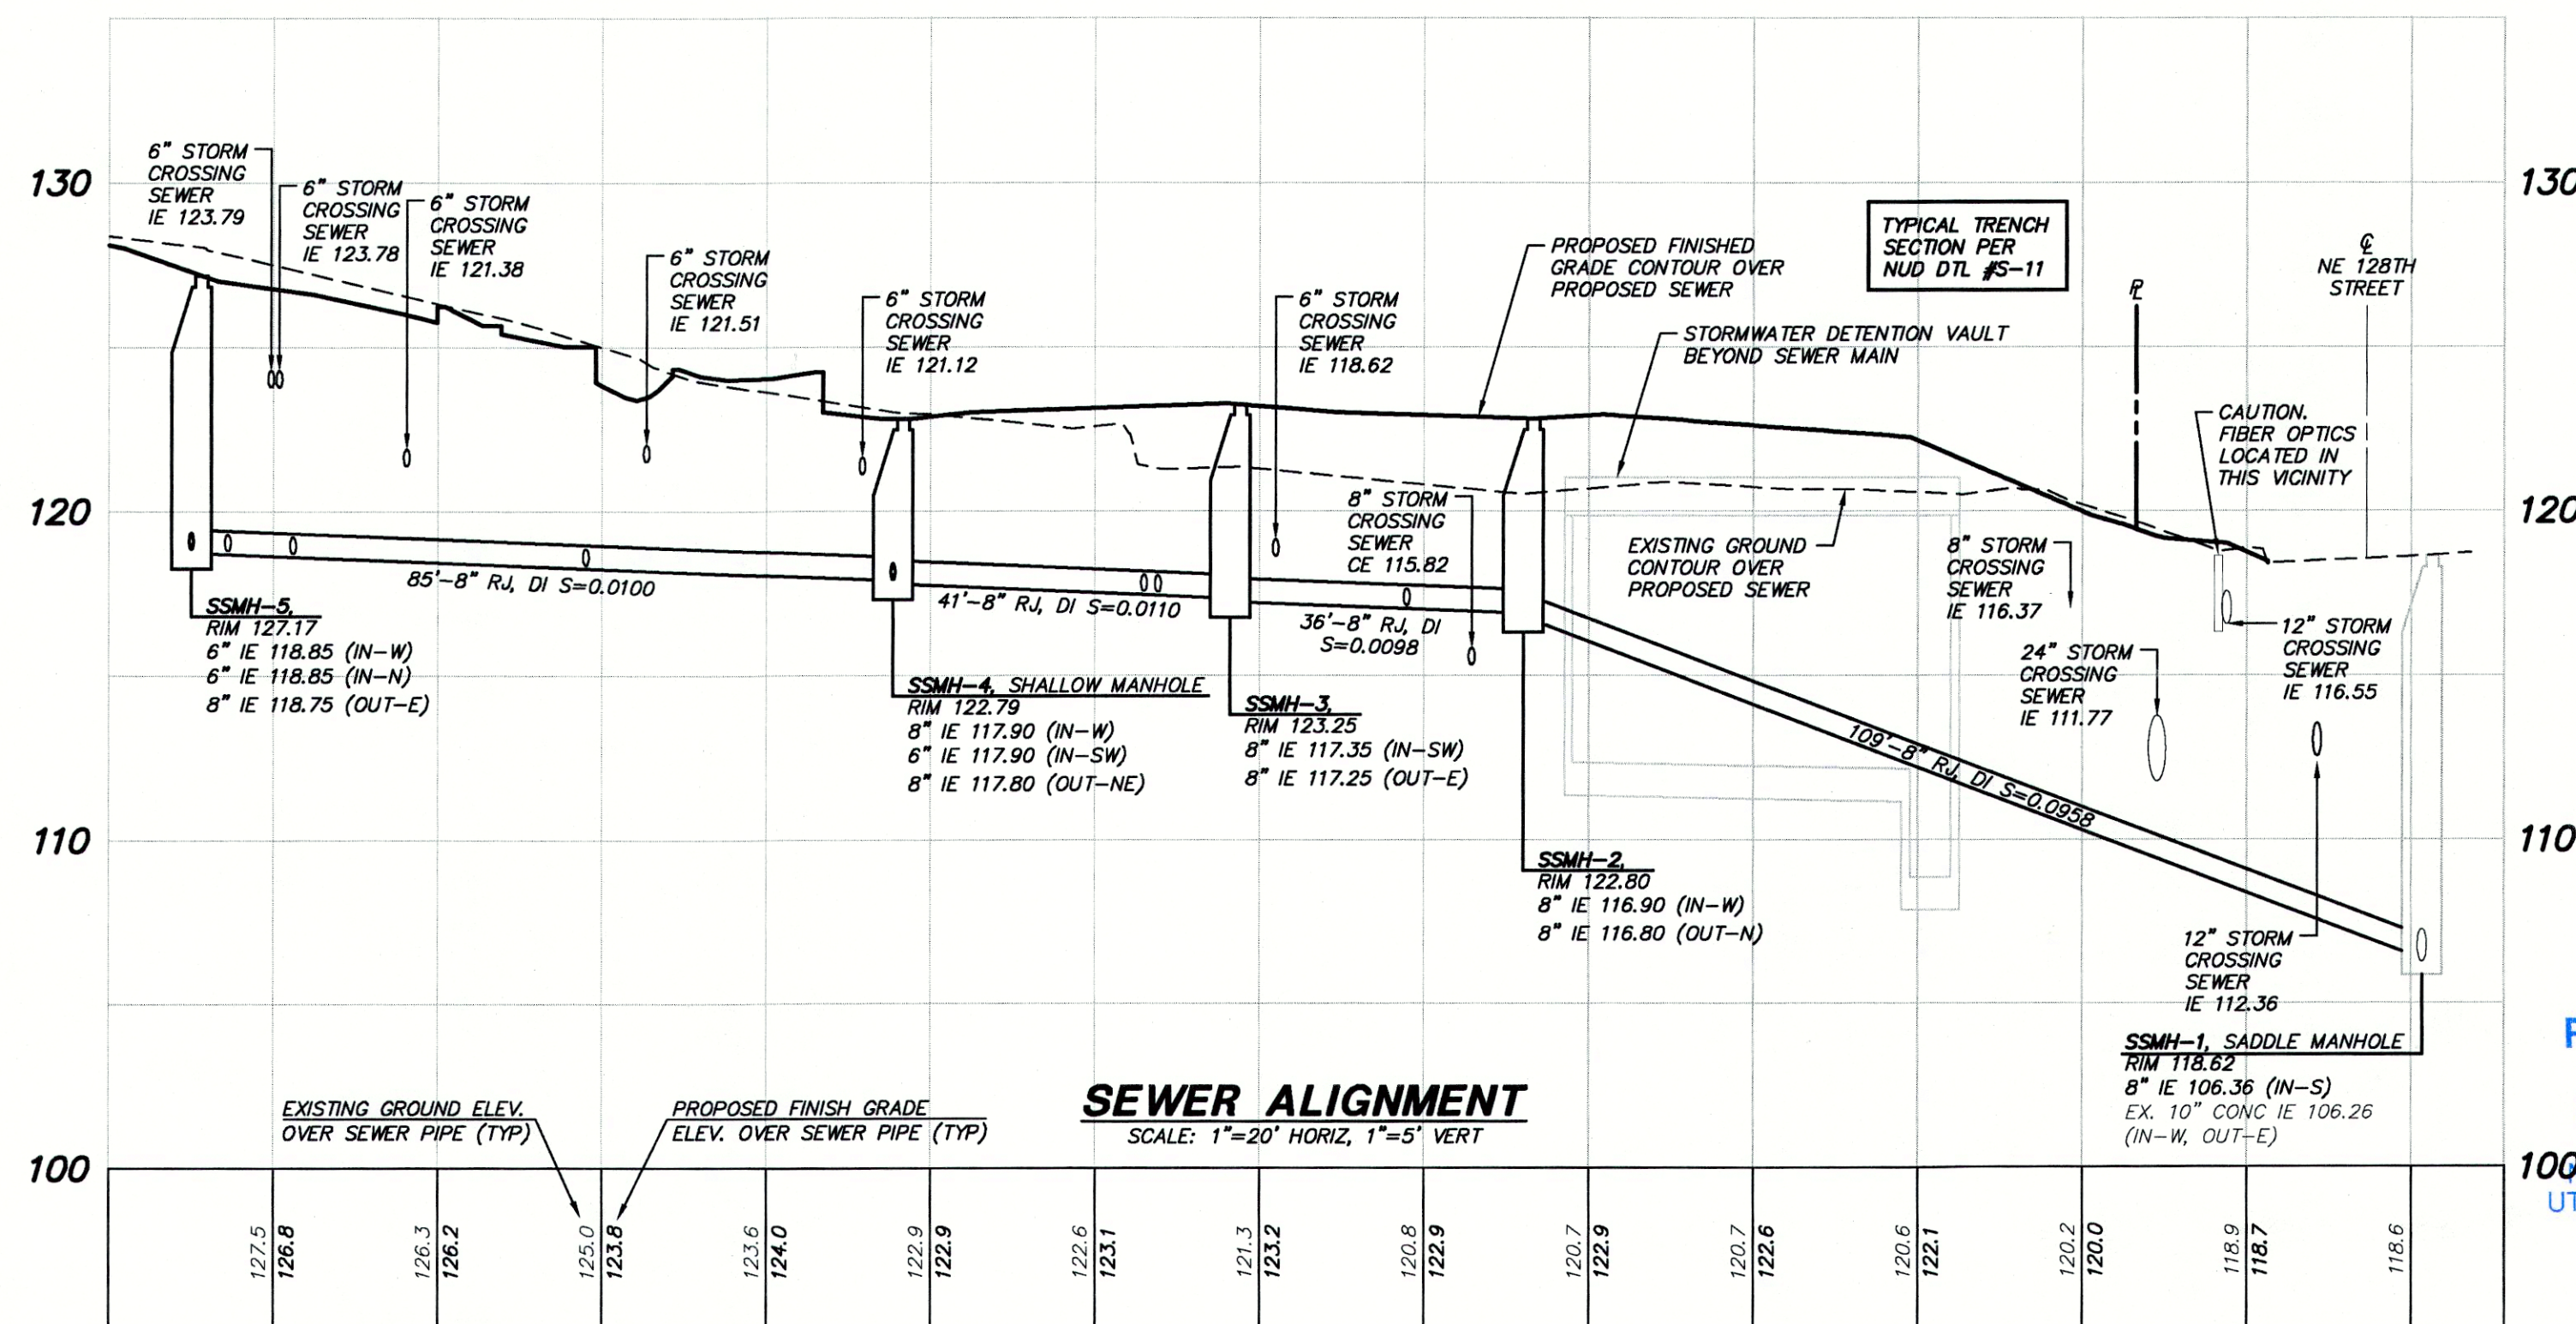 130
130
6" STORM
CROSSING
SEWER
IE 123.79
6" STORM
CROSSING
SEWER
IE 123.78
6" STORM
CROSSING
SEWER
IE 121.38
6" STORM
CROSSING
SEWER
IE 121.51
6" STORM
CROSSING
SEWER
IE 121.12
6" STORM
CROSSING
SEWER
IE 118.62
PROPOSED FINISHED
GRADE CONTOUR OVER
PROPOSED SEWER
TYPICAL TRENCH
SECTION PER
NUD DTL #S-11
STORMWATER DETENTION VAULT
BEYOND SEWER MAIN
PL
CL
NE 128TH
STREET
CAUTION.
FIBER OPTICS
LOCATED IN
THIS VICINITY
120
120
8" STORM
CROSSING
SEWER
CE 115.82
EXISTING GROUND
CONTOUR OVER
PROPOSED SEWER
8" STORM
CROSSING
SEWER
IE 116.37
24" STORM
CROSSING
SEWER
IE 111.77
12" STORM
CROSSING
SEWER
IE 116.55
85'-8" RJ, DI S=0.0100
41'-8" RJ, DI S=0.0110
36'-8" RJ, DI
S=0.0098
109'-8" RJ, DI S=0.0958
SSMH-5,
RIM 127.17
6" IE 118.85 (IN-W)
6" IE 118.85 (IN-N)
8" IE 118.75 (OUT-E)
SSMH-4, SHALLOW MANHOLE
RIM 122.79
8" IE 117.90 (IN-W)
6" IE 117.90 (IN-SW)
8" IE 117.80 (OUT-NE)
SSMH-3,
RIM 123.25
8" IE 117.35 (IN-SW)
8" IE 117.25 (OUT-E)
110
110
SSMH-2,
RIM 122.80
8" IE 116.90 (IN-W)
8" IE 116.80 (OUT-N)
12" STORM
CROSSING
SEWER
IE 112.36
SSMH-1, SADDLE MANHOLE
RIM 118.62
8" IE 106.36 (IN-S)
EX. 10" CONC IE 106.26
(IN-W, OUT-E)
EXISTING GROUND ELEV.
OVER SEWER PIPE (TYP)
PROPOSED FINISH GRADE
ELEV. OVER SEWER PIPE (TYP)
SEWER ALIGNMENT
SCALE: 1"=20' HORIZ, 1"=5' VERT
100
100
UT
127.5
126.8
126.3
126.2
125.0
123.8
123.6
124.0
122.9
122.9
122.6
123.1
121.3
123.2
120.8
122.9
120.7
122.9
120.7
122.6
120.6
122.1
120.2
120.0
118.9
118.7
118.6